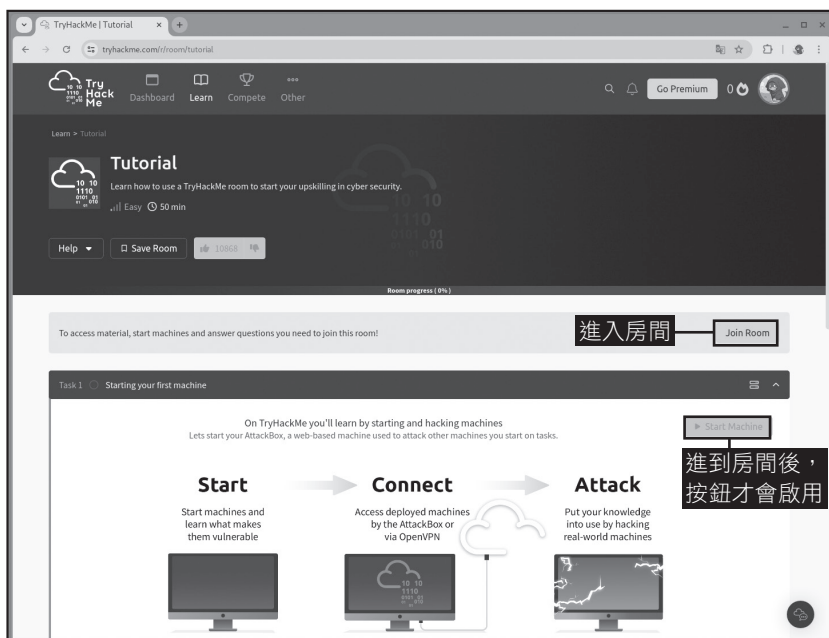 TryHackMe | Tutorial
tryhackme.com/r/room/tutorial
Try Hack Me
Dashboard Learn Compete Other
Go Premium 0
Learn > Tutorial
Tutorial
Learn how to use a TryHackMe room to start your upskilling in cyber security.
Easy 50 min
Help Save Room 10868
Room progress ( 0% )
To access material, start machines and answer questions you need to join this room!
進入房間 Join Room
Task 1 Starting your first machine
On TryHackMe you'll learn by starting and hacking machines
Lets start your AttackBox, a web-based machine used to attack other machines you start on tasks.
Start Machine
進到房間後，
按鈕才會啟用
Start
Start machines and
learn what makes
them vulnerable
Connect
Access deployed machines
by the AttackBox or
via OpenVPN
Attack
Put your knowledge
into use by hacking
real-world machines